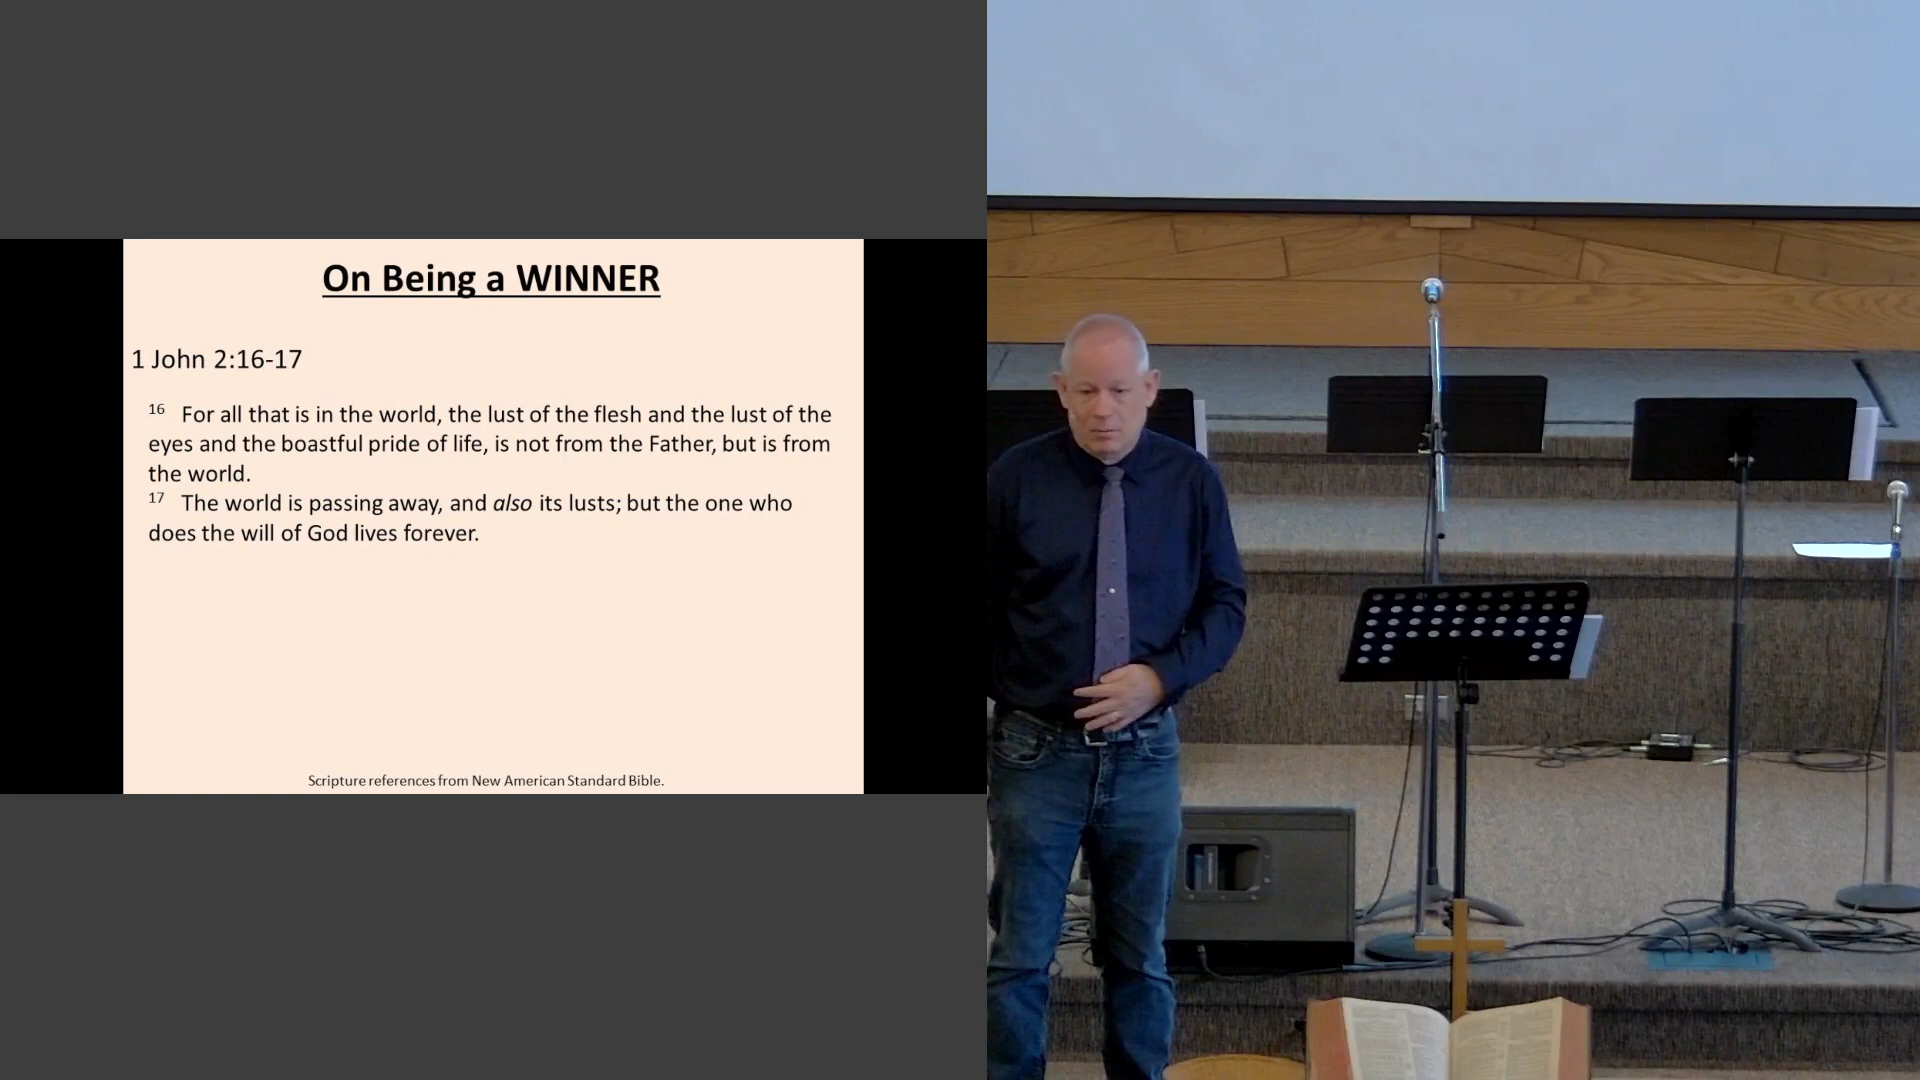 On Being a WINNER
1 John 2:16-17
16 For all that is in the world, the lust of the flesh and the lust of the
eyes and the boastful pride of life, is not from the Father, but is from
the world.
17 The world is passing away, and also its lusts; but the one who
does the will of God lives forever.
Scripture references from New American Standard Bible.